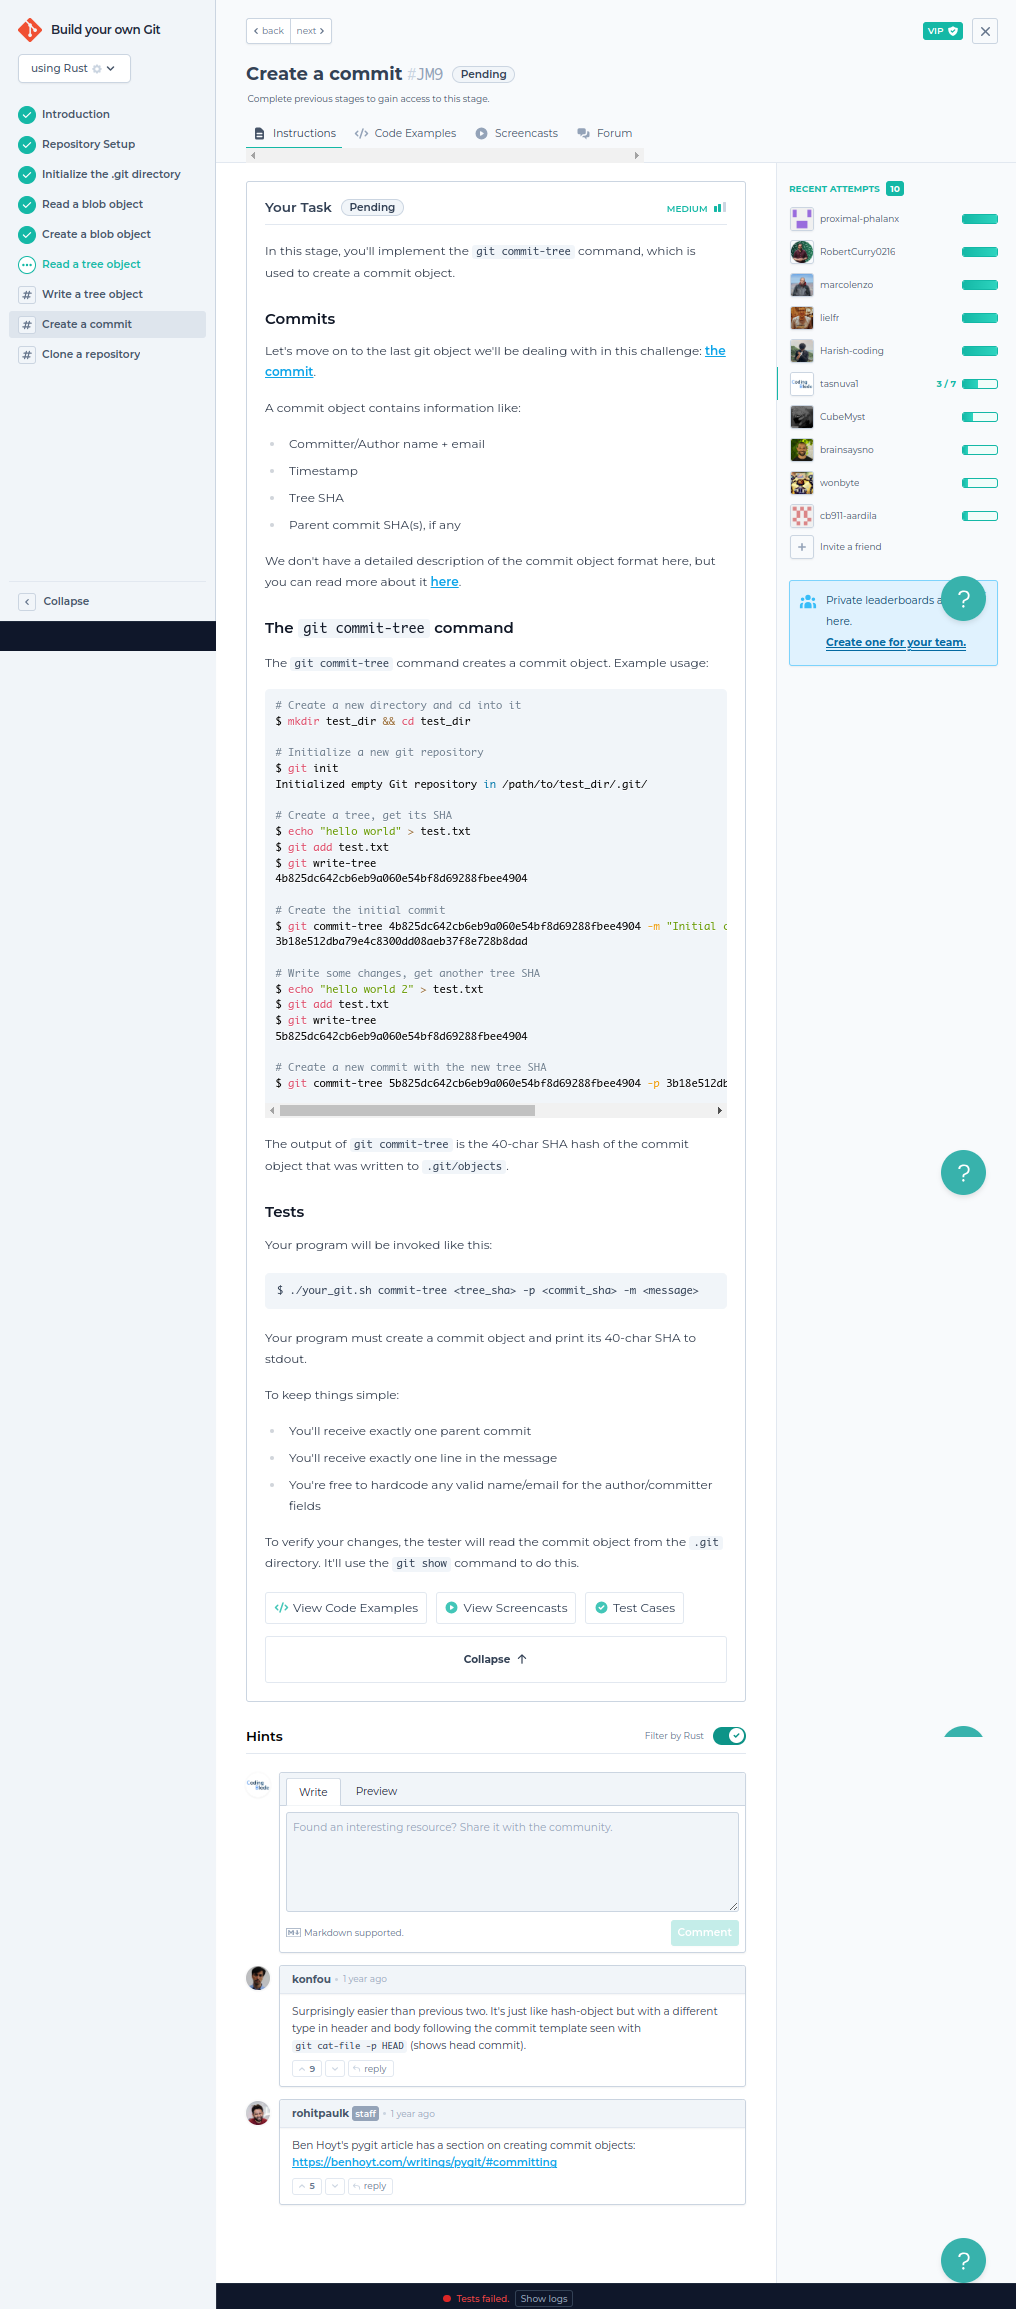 Build your own Git
using Rust
Introduction
Repository Setup
Initialize the .git directory
Read a blob object
Create a blob object
Read a tree object
# Write a tree object
# Create a commit
# Clone a repository
Collapse
back
next
VIP
Create a commit #JM9 Pending
Complete previous stages to gain access to this stage.
Instructions
Code Examples
Screencasts
Forum
Your Task Pending
MEDIUM
In this stage, you'll implement the git commit-tree command, which is
used to create a commit object.
Commits
Let's move on to the last git object we'll be dealing with in this challenge: the
commit.
A commit object contains information like:
Committer/Author name + email
Timestamp
Tree SHA
Parent commit SHA(s), if any
We don't have a detailed description of the commit object format here, but
you can read more about it here.
The git commit-tree command
The git commit-tree command creates a commit object. Example usage:
# Create a new directory and cd into it
$ mkdir test_dir && cd test_dir
# Initialize a new git repository
$ git init
Initialized empty Git repository in /path/to/test_dir/.git/
# Create a tree, get its SHA
$ echo "hello world" > test.txt
$ git add test.txt
$ git write-tree
4b825dc642cb6eb9a060e54bf8d69288fbee4904
# Create the initial commit
$ git commit-tree 4b825dc642cb6eb9a060e54bf8d69288fbee4904 -m "Initial c
3b18e512dba79e4c8300dd08aeb37f8e728b8dad
# Write some changes, get another tree SHA
$ echo "hello world 2" > test.txt
$ git add test.txt
$ git write-tree
5b825dc642cb6eb9a060e54bf8d69288fbee4904
# Create a new commit with the new tree SHA
$ git commit-tree 5b825dc642cb6eb9a060e54bf8d69288fbee4904 -p 3b18e512db
The output of git commit-tree is the 40-char SHA hash of the commit
object that was written to .git/objects.
Tests
Your program will be invoked like this:
$ ./your_git.sh commit-tree <tree_sha> -p <commit_sha> -m <message>
Your program must create a commit object and print its 40-char SHA to
stdout.
To keep things simple:
You'll receive exactly one parent commit
You'll receive exactly one line in the message
You're free to hardcode any valid name/email for the author/committer
fields
To verify your changes, the tester will read the commit object from the .git
directory. It'll use the git show command to do this.
View Code Examples
View Screencasts
Test Cases
Collapse ↑
Hints
Filter by Rust
Write
Preview
Found an interesting resource? Share it with the community.
Markdown supported.
Comment
konfou • 1 year ago
Surprisingly easier than previous two. It's just like hash-object but with a different
type in header and body following the commit template seen with
git cat-file -p HEAD (shows head commit).
9
reply
rohitpaulk staff • 1 year ago
Ben Hoyt's pygit article has a section on creating commit objects:
https://benhoyt.com/writings/pygit/#committing
5
reply
RECENT ATTEMPTS 10
proximal-phalanx
RobertCurry0216
marcolenzo
lielfr
Harish-coding
tasnuva1 3 / 7
CubeMyst
brainsaysno
wonbyte
cb911-aardila
+ Invite a friend
Private leaderboards a
here.
Create one for your team.
?
?
?
Tests failed. Show logs